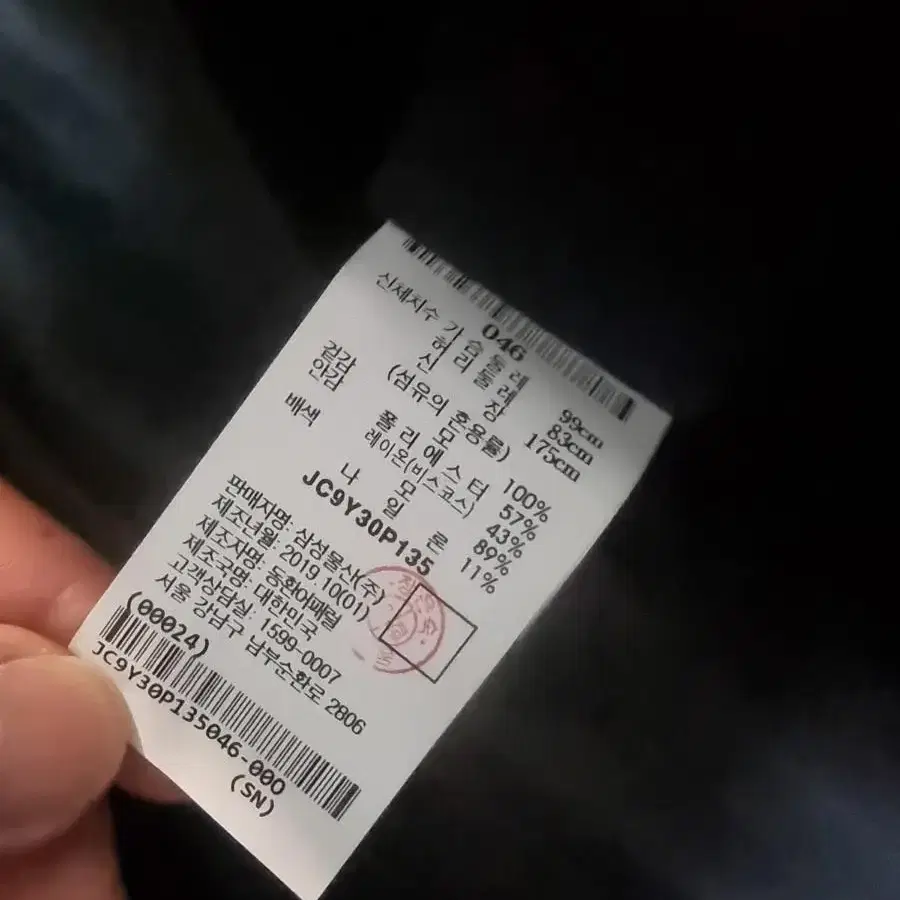 046
신체치수 가슴둘레 99cm
허리둘레 83cm
신장 175cm
(섬유의 혼용률)
겉감 모 100%
안감 폴리에스터 57%
레이온(비스코스) 43%
배색 모 89%
나일론 11%
JC9Y30P135
판매자명: 삼성물산(주)
제조년월: 2019.10(01)
제조자명: 동환어패럴
제조국명: 대한민국
고객상담실: 1599-0007
서울 강남구 남부순환로 2806
(00024)
JC9Y30P135046-000
(SN)